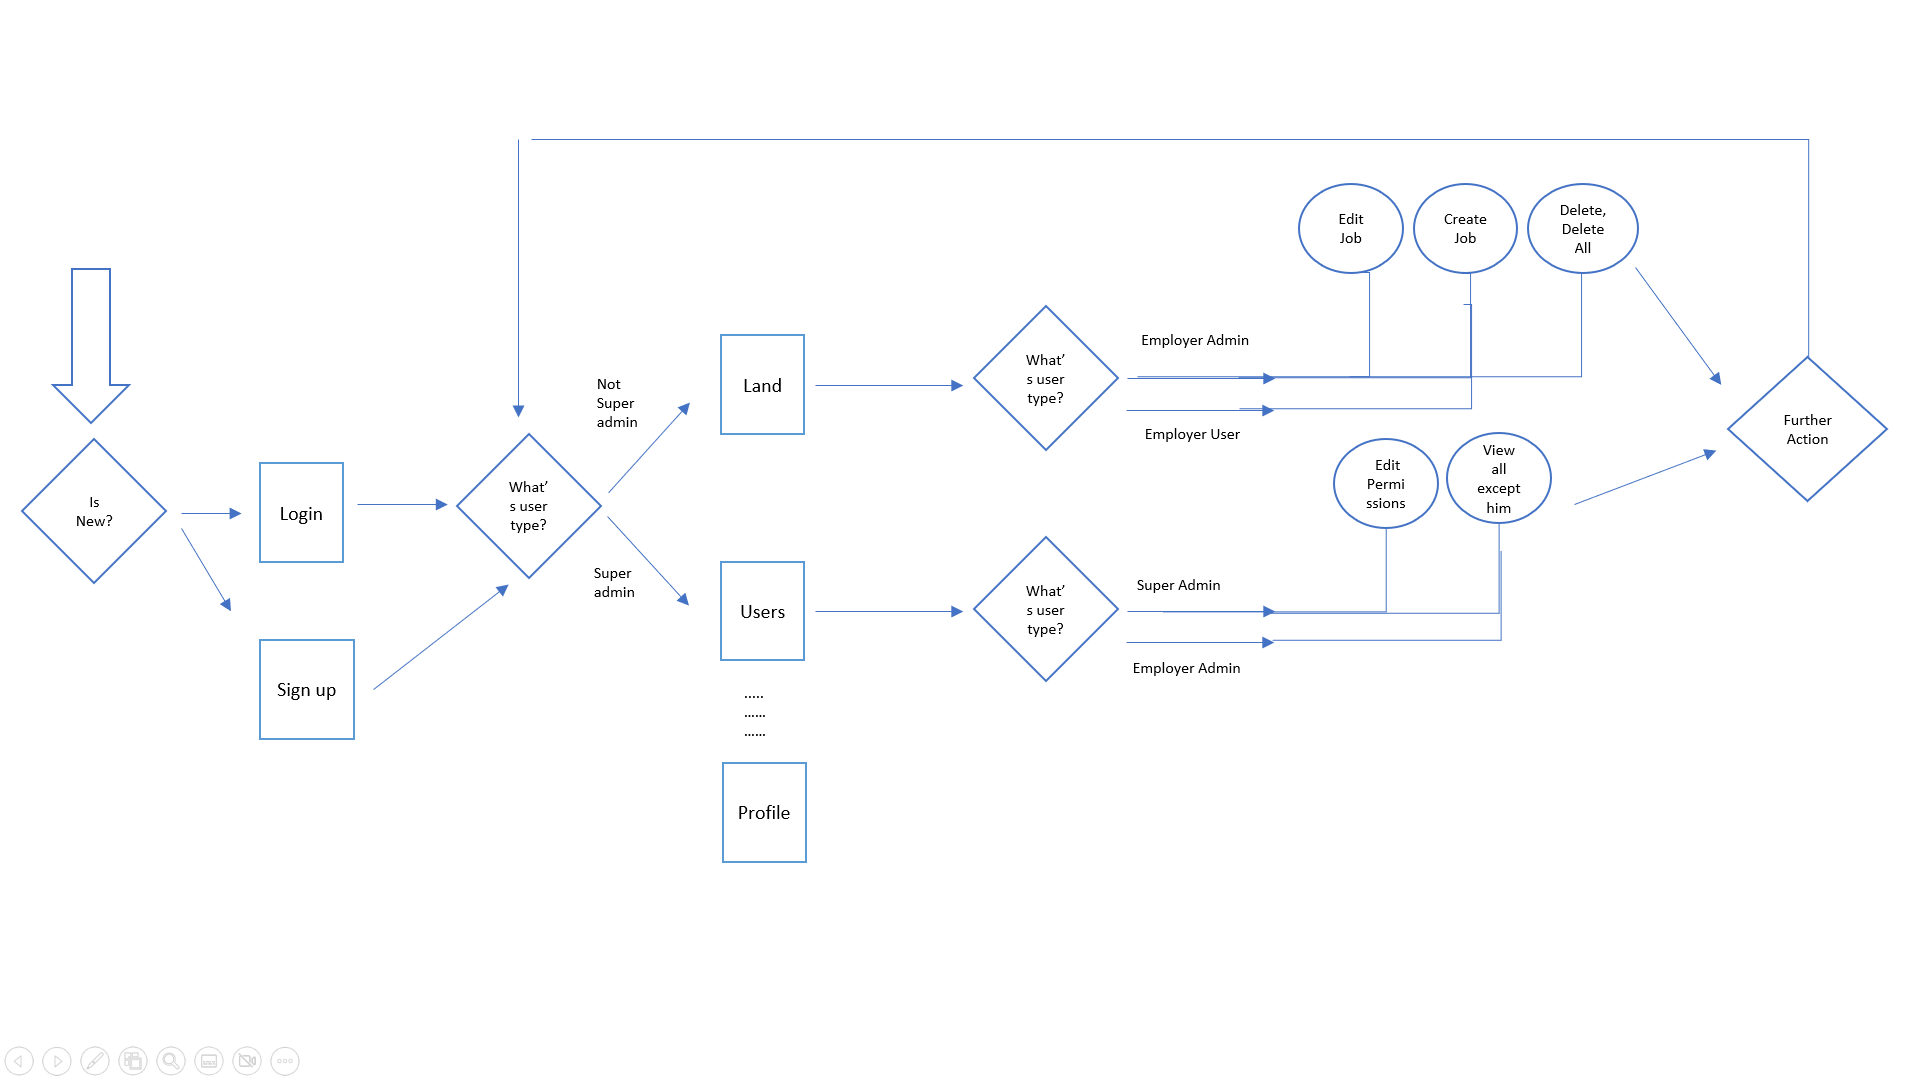 Is
New?
Login
Sign up
What’
s user
type?
Not
Super
admin
Super
admin
Land
Users
.....
......
......
Profile
What’
s user
type?
Employer Admin
Employer User
Edit
Job
Create
Job
Delete,
Delete
All
What’
s user
type?
Super Admin
Employer Admin
Edit
Permi
ssions
View
all
except
him
Further
Action